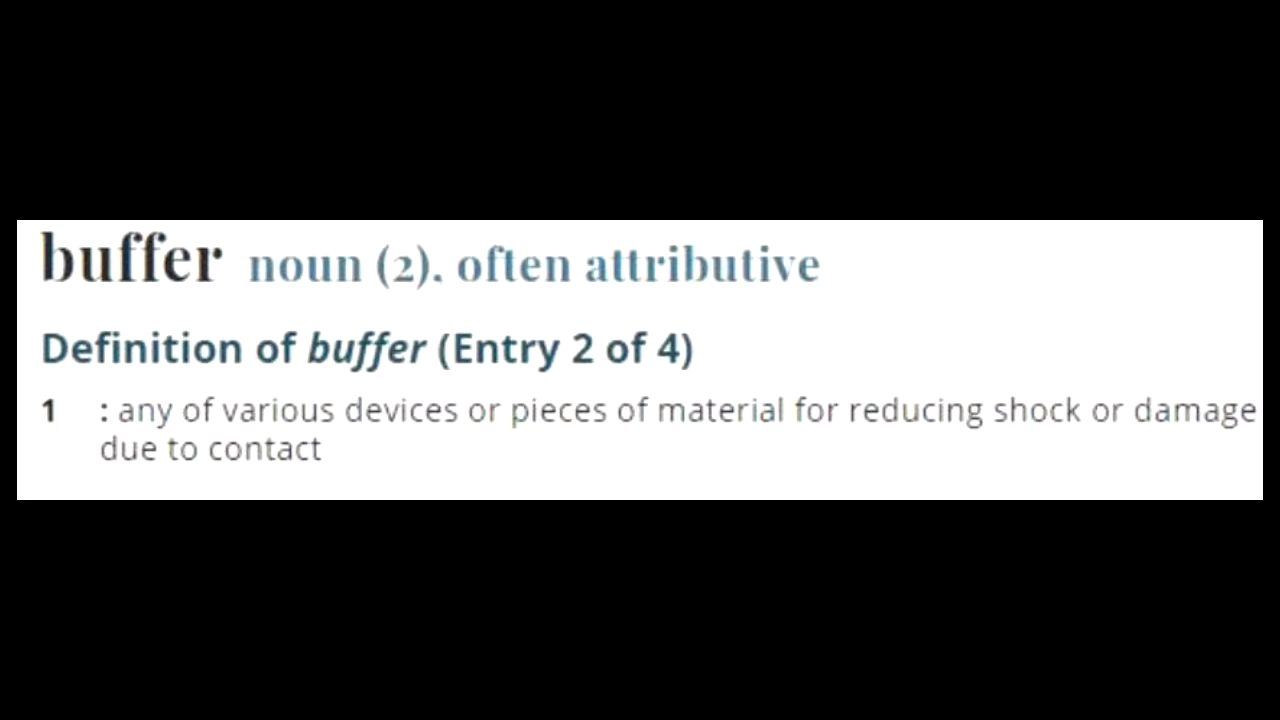 buffer noun (2), often attributive
Definition of buffer (Entry 2 of 4)
1 : any of various devices or pieces of material for reducing shock or damage
due to contact